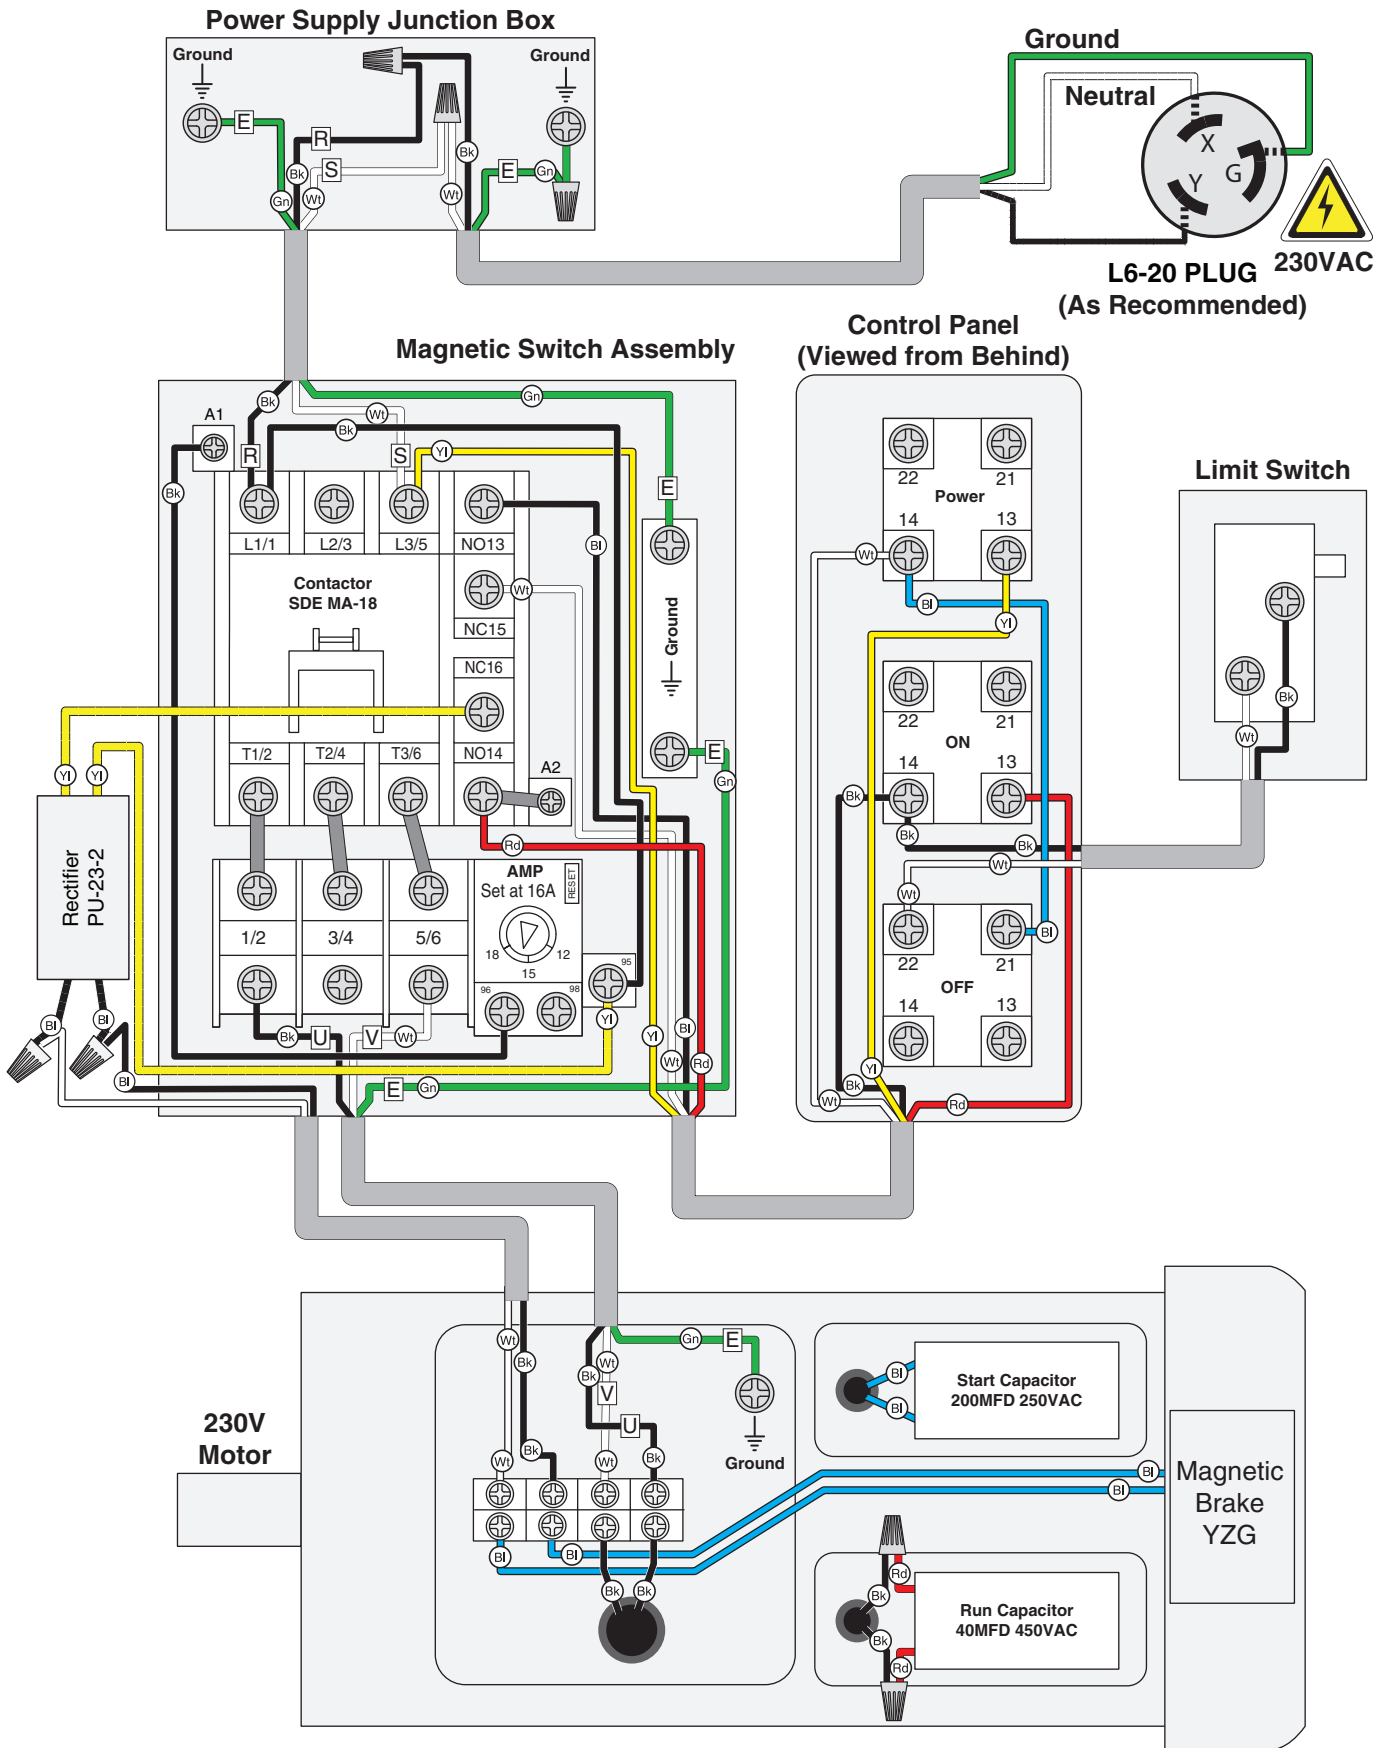 Power Supply Junction Box
Ground
Ground
E
R
S
Bk
Gn
Wt
Wt
Bk
E
Gn
Ground
Neutral
X
Y
G
230VAC
L6-20 PLUG
(As Recommended)
Magnetic Switch Assembly
Control Panel
(Viewed from Behind)
Limit Switch
A1
Bk
Wt
Gn
Bk
R
S
Yl
Bk
E
L1/1
L2/3
L3/5
NO13
Bl
Contactor
SDE MA-18
Wt
NC15
NC16
Ground
T1/2
T2/4
T3/6
NO14
A2
E
Gn
Yl
Yl
Rectifier
PU-23-2
Rd
AMP
Set at 16A
RESET
18
12
15
1/2
3/4
5/6
96
98
95
Bk
U
V
Wt
Yl
Yl
Bl
Wt
Rd
Bl
Bl
Bl
E
Gn
22
21
Power
14
13
Wt
Bl
Yl
22
21
ON
14
13
Bk
Bk
Bk
Wt
Wt
Bl
22
21
OFF
14
13
Yl
Bk
Wt
Rd
Bk
Wt
230V
Motor
Wt
Bk
Bk
Wt
V
U
Gn
E
Ground
Wt
Bk
Wt
Bk
Bl
Bl
Bk
Bk
Bl
Bl
Start Capacitor
200MFD 250VAC
Bl
Bl
Magnetic
Brake
YZG
Rd
Bk
Bk
Rd
Run Capacitor
40MFD 450VAC